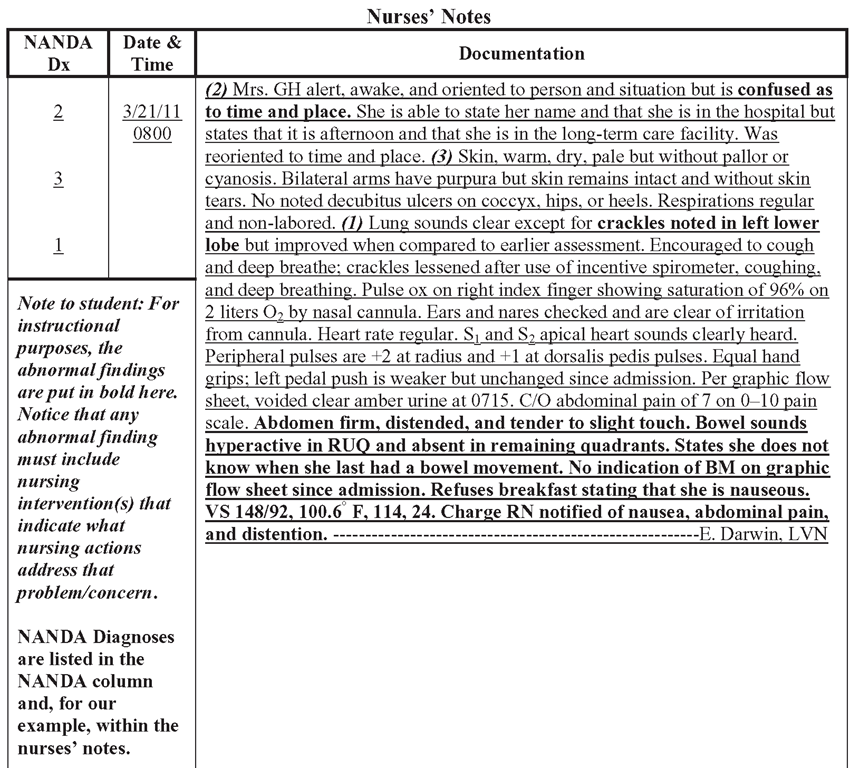 Nurses’ Notes
NANDA
Dx
Date &
Time
Documentation
2
3/21/11
0800
3
1
(2) Mrs. GH alert, awake, and oriented to person and situation but is confused as
to time and place. She is able to state her name and that she is in the hospital but
states that it is afternoon and that she is in the long-term care facility. Was
reoriented to time and place. (3) Skin, warm, dry, pale but without pallor or
cyanosis. Bilateral arms have purpura but skin remains intact and without skin
tears. No noted decubitus ulcers on coccyx, hips, or heels. Respirations regular
and non-labored. (1) Lung sounds clear except for crackles noted in left lower
lobe but improved when compared to earlier assessment. Encouraged to cough
and deep breathe; crackles lessened after use of incentive spirometer, coughing,
and deep breathing. Pulse ox on right index finger showing saturation of 96% on
2 liters O₂ by nasal cannula. Ears and nares checked and are clear of irritation
from cannula. Heart rate regular. S₁ and S₂ apical heart sounds clearly heard.
Peripheral pulses are +2 at radius and +1 at dorsalis pedis pulses. Equal hand
grips; left pedal push is weaker but unchanged since admission. Per graphic flow
sheet, voided clear amber urine at 0715. C/O abdominal pain of 7 on 0–10 pain
scale. Abdomen firm, distended, and tender to slight touch. Bowel sounds
hyperactive in RUQ and absent in remaining quadrants. States she does not
know when she last had a bowel movement. No indication of BM on graphic
flow sheet since admission. Refuses breakfast stating that she is nauseous.
VS 148/92, 100.6° F, 114, 24. Charge RN notified of nausea, abdominal pain,
and distention. ---------------------------------------------------------E. Darwin, LVN
Note to student: For
instructional
purposes, the
abnormal findings
are put in bold here.
Notice that any
abnormal finding
must include
nursing
intervention(s) that
indicate what
nursing actions
address that
problem/concern.
NANDA Diagnoses
are listed in the
NANDA column
and, for our
example, within the
nurses’ notes.